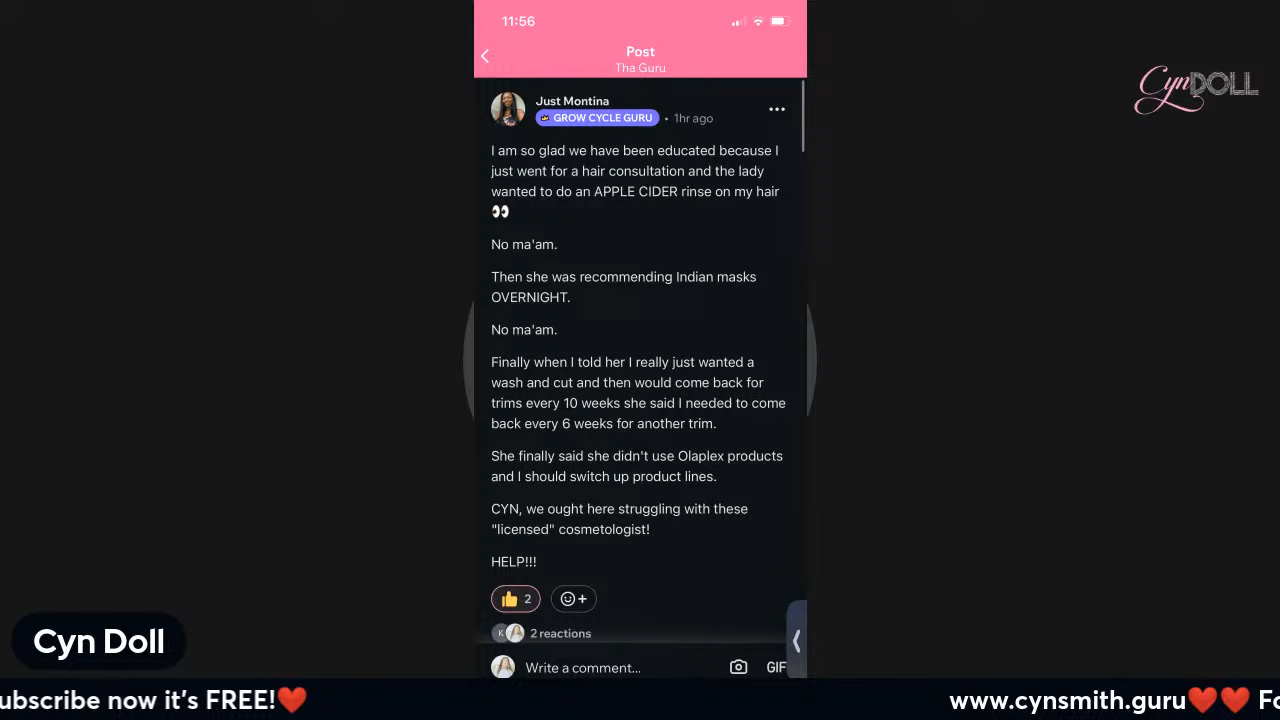 11:56
Post
Tha Guru
CynDOLL
Just Montina
GROW CYCLE GURU • 1hr ago
I am so glad we have been educated because I
just went for a hair consultation and the lady
wanted to do an APPLE CIDER rinse on my hair
👀
No ma'am.
Then she was recommending Indian masks
OVERNIGHT.
No ma'am.
Finally when I told her I really just wanted a
wash and cut and then would come back for
trims every 10 weeks she said I needed to come
back every 6 weeks for another trim.
She finally said she didn't use Olaplex products
and I should switch up product lines.
CYN, we ought here struggling with these
"licensed" cosmetologist!
HELP!!!
👍 2
K 2 reactions
Write a comment...
GIF
Cyn Doll
ubscribe now it's FREE!❤️ www.cynsmith.guru❤️❤️ Fo